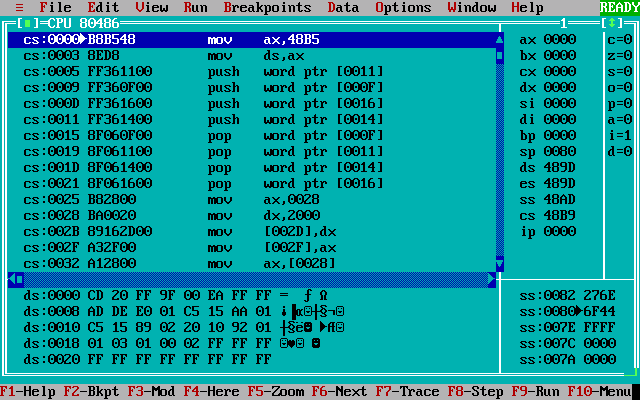 ≡ File Edit View Run Breakpoints Data Options Window Help READY
[■]=CPU 80486 1 [↕]
cs:0000►B8B548 mov ax,48B5 ax 0000 c=0
cs:0003 8ED8 mov ds,ax bx 0000 z=0
cs:0005 FF361100 push word ptr [0011] cx 0000 s=0
cs:0009 FF360F00 push word ptr [000F] dx 0000 o=0
cs:000D FF361600 push word ptr [0016] si 0000 p=0
cs:0011 FF361400 push word ptr [0014] di 0000 a=0
cs:0015 8F060F00 pop word ptr [000F] bp 0000 i=1
cs:0019 8F061100 pop word ptr [0011] sp 0080 d=0
cs:001D 8F061400 pop word ptr [0014] ds 489D
cs:0021 8F061600 pop word ptr [0016] es 489D
cs:0025 B82800 mov ax,0028 ss 48AD
cs:0028 BA0020 mov dx,2000 cs 48B9
cs:002B 89162D00 mov [002D],dx ip 0000
cs:002F A32F00 mov [002F],ax
cs:0032 A12800 mov ax,[0028]
ds:0000 CD 20 FF 9F 00 EA FF FF = ƒ Ω ss:0082 276E
ds:0008 AD DE E0 01 C5 15 AA 01 ¡▐α☺┼§¬☺ ss:0080►6F44
ds:0010 C5 15 89 02 20 10 92 01 ┼§ë☻ ►Æ☺ ss:007E FFFF
ds:0018 01 03 01 00 02 FF FF FF ☺♥☺ ☻ ss:007C 0000
ds:0020 FF FF FF FF FF FF FF FF ss:007A 0000
F1-Help F2-Bkpt F3-Mod F4-Here F5-Zoom F6-Next F7-Trace F8-Step F9-Run F10-Menu